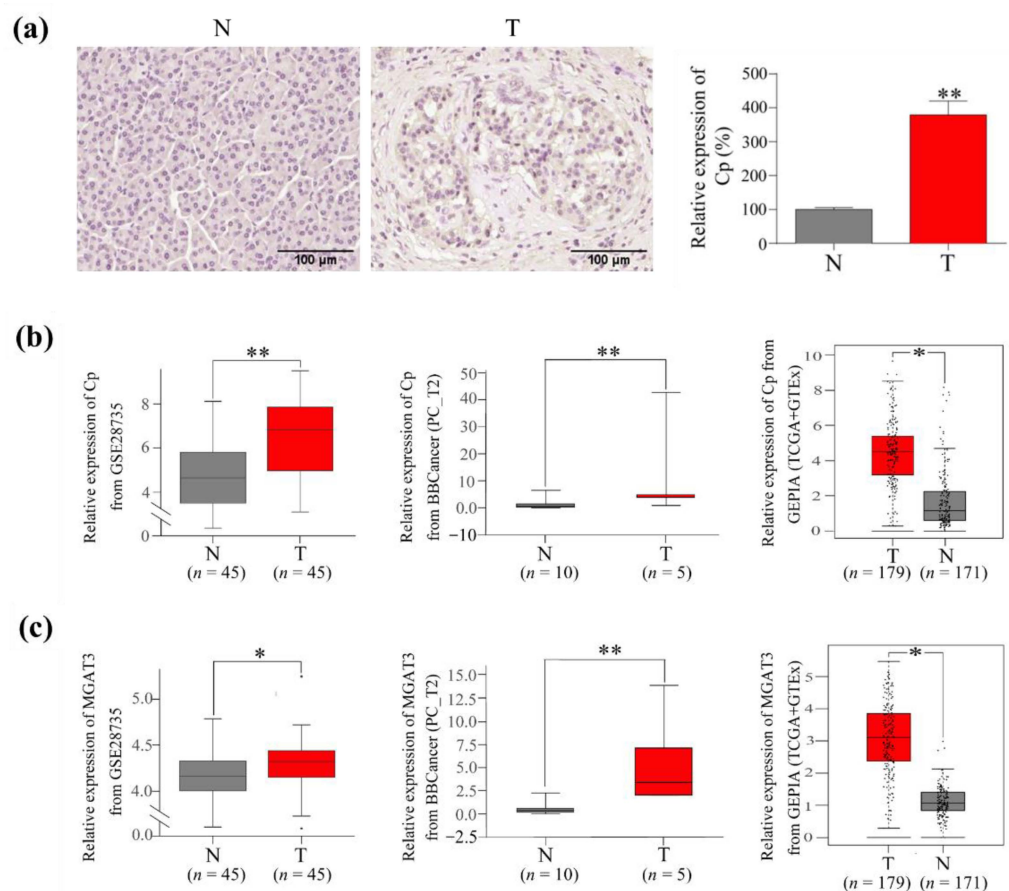 (a)
N
T
100 µm
100 µm
Relative expression of
Cp (%)
500
400
300
200
100
0
**
N
T
(b)
Relative expression of Cp
from GSE28735
8
6
4
0
**
N
T
(n = 45)
(n = 45)
Relative expression of Cp
from BBCancer (PC_T2)
50
40
30
20
10
0.0
−10
**
N
T
(n = 10)
(n = 5)
Relative expression of Cp from
GEPIA (TCGA+GTEx)
10
8
6
4
2
0
*
T
N
(n = 179)
(n = 171)
(c)
Relative expression of MGAT3
from GSE28735
5.0
4.50
4.0
0.0
*
N
T
(n = 45)
(n = 45)
Relative expression of MGAT3
from BBCancer (PC_T2)
15.0
12.5
10.0
7.5
5.0
2.5
0.0
−2.5
**
N
T
(n = 10)
(n = 5)
Relative expression of MGAT3
from GEPIA (TCGA+GTEx)
5
4
3
2
1
0
*
T
N
(n = 179)
(n = 171)